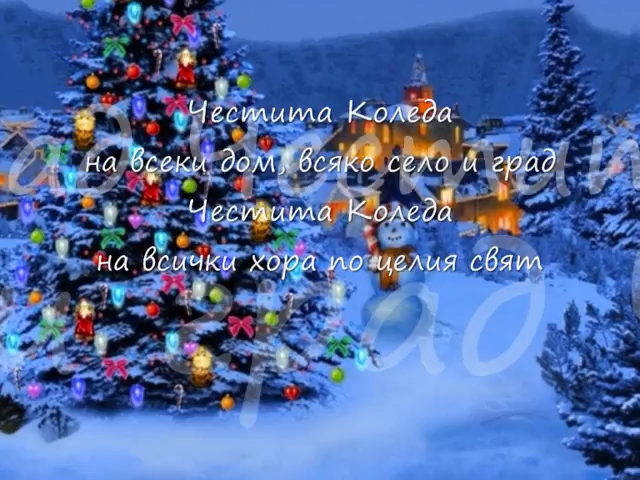 Честита Коледа
на всеки дом, всяко село и град
Честита Коледа
на всички хора по целия свят